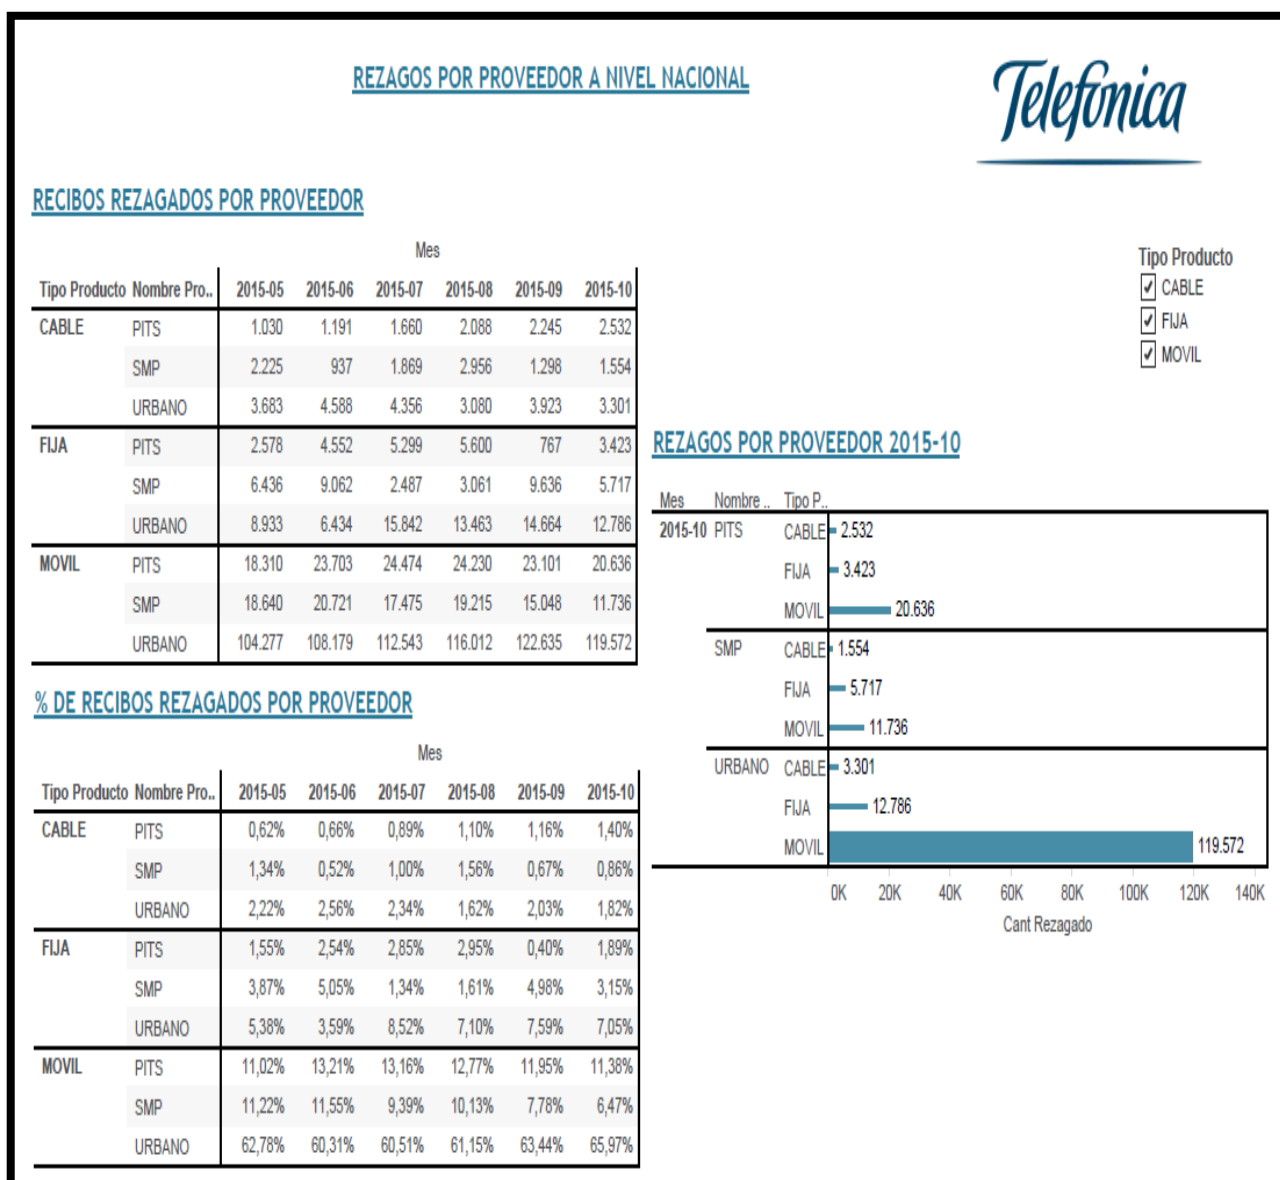 REZAGOS POR PROVEEDOR A NIVEL NACIONAL
Telefónica
RECIBOS REZAGADOS POR PROVEEDOR
Mes
Tipo Producto Nombre Pro.. 2015-05 2015-06 2015-07 2015-08 2015-09 2015-10
CABLE PITS 1.030 1.191 1.660 2.088 2.245 2.532
SMP 2.225 937 1.869 2.956 1.298 1.554
URBANO 3.683 4.588 4.356 3.080 3.923 3.301
FIJA PITS 2.578 4.552 5.299 5.600 767 3.423
SMP 6.436 9.062 2.487 3.061 9.636 5.717
URBANO 8.933 6.434 15.842 13.463 14.664 12.786
MOVIL PITS 18.310 23.703 24.474 24.230 23.101 20.636
SMP 18.640 20.721 17.475 19.215 15.048 11.736
URBANO 104.277 108.179 112.543 116.012 122.635 119.572
% DE RECIBOS REZAGADOS POR PROVEEDOR
Mes
Tipo Producto Nombre Pro.. 2015-05 2015-06 2015-07 2015-08 2015-09 2015-10
CABLE PITS 0,62% 0,66% 0,89% 1,10% 1,16% 1,40%
SMP 1,34% 0,52% 1,00% 1,56% 0,67% 0,86%
URBANO 2,22% 2,56% 2,34% 1,62% 2,03% 1,82%
FIJA PITS 1,55% 2,54% 2,85% 2,95% 0,40% 1,89%
SMP 3,87% 5,05% 1,34% 1,61% 4,98% 3,15%
URBANO 5,38% 3,59% 8,52% 7,10% 7,59% 7,05%
MOVIL PITS 11,02% 13,21% 13,16% 12,77% 11,95% 11,38%
SMP 11,22% 11,55% 9,39% 10,13% 7,78% 6,47%
URBANO 62,78% 60,31% 60,51% 61,15% 63,44% 65,97%
Tipo Producto
CABLE
FIJA
MOVIL
REZAGOS POR PROVEEDOR 2015-10
Mes Nombre .. Tipo P..
2015-10 PITS CABLE 2.532
FIJA 3.423
MOVIL 20.636
SMP CABLE 1.554
FIJA 5.717
MOVIL 11.736
URBANO CABLE 3.301
FIJA 12.786
MOVIL 119.572
0K 20K 40K 60K 80K 100K 120K 140K
Cant Rezagado